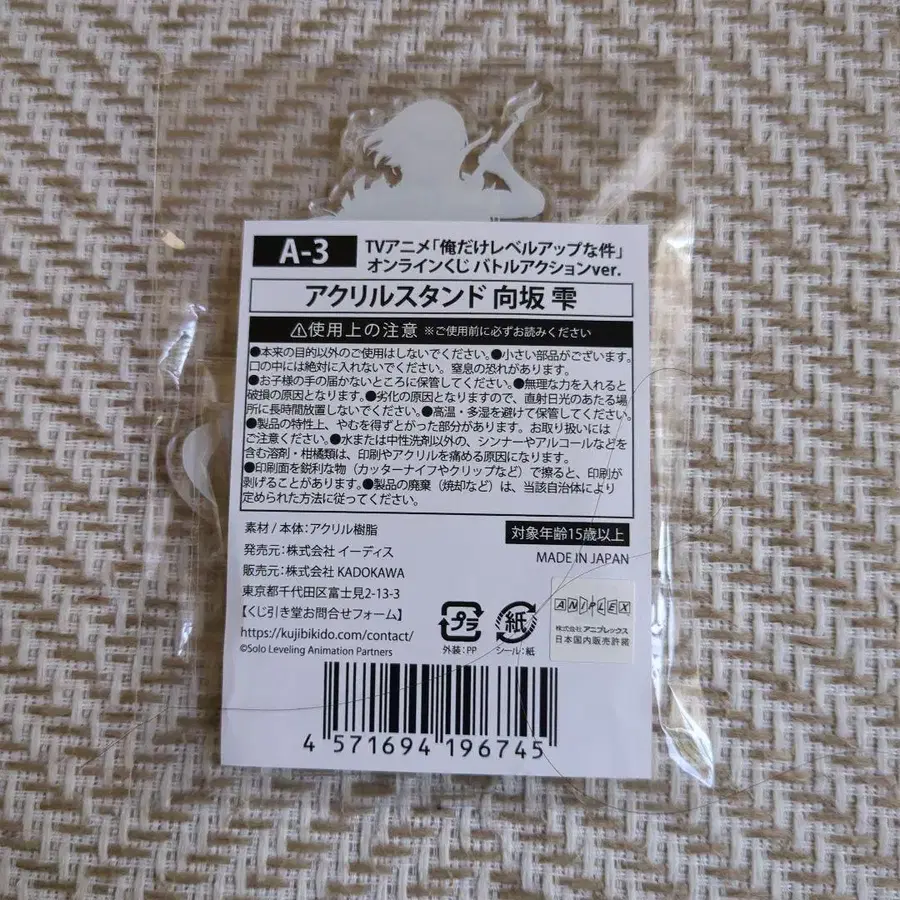 A-3
TVアニメ「俺だけレベルアップな件」
オンラインくじ バトルアクションver.
アクリルスタンド 向坂 雫
⚠使用上の注意 ※ご使用前に必ずお読みください
●本来の目的以外のご使用はしないでください。●小さい部品がございます。
口の中には絶対に入れないでください。窒息の恐れがあります。
●お子様の手の届かないところに保管してください。●無理な力を入れると
破損の原因となります。●劣化の原因となりますので、直射日光のあたる場
所に長時間放置しないでください。●高温・多湿を避けて保管してください。
●製品の特性上、やむを得ずとがった部分があります。お取り扱いには
ご注意ください。●水または中性洗剤以外の、シンナーやアルコールなどを
含む溶剤・柑橘類は、印刷やアクリルを痛める原因になります。
●印刷面を鋭利な物（カッターナイフやクリップなど）で擦ると、印刷が
剥げることがあります。●製品の廃棄（焼却など）は、当該自治体により
定められた方法に従ってください。
素材 / 本体：アクリル樹脂
対象年齢15歳以上
発売元：株式会社 イーディス
MADE IN JAPAN
販売元：株式会社 KADOKAWA
東京都千代田区富士見2-13-3
【くじ引き堂お問合せフォーム】
https://kujibikido.com/contact/
©Solo Leveling Animation Partners
プラ
外装：PP
紙
シール：紙
ANIPLEX
株式会社 アニプレックス
日本国内販売許諾
4 571694 196745